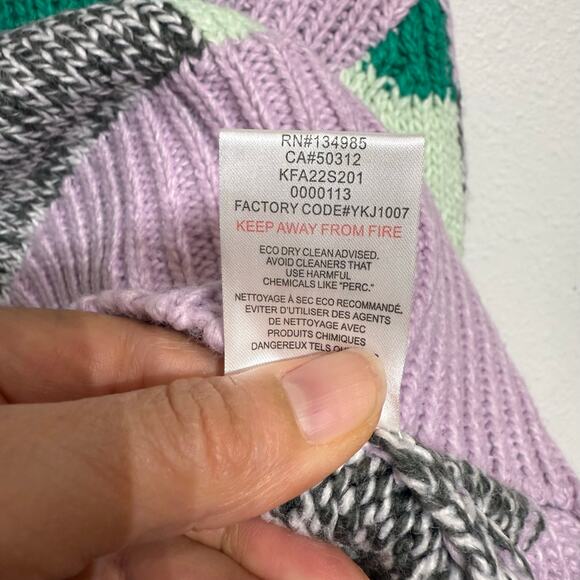 RN#134985
CA#50312
KFA22S201
0000113
FACTORY CODE#YKJ1007
KEEP AWAY FROM FIRE
ECO DRY CLEAN ADVISED.
AVOID CLEANERS THAT
USE HARMFUL
CHEMICALS LIKE "PERC."
NETTOYAGE À SEC ECO RECOMMANDÉ.
EVITER D'UTILISER DES AGENTS
DE NETTOYAGE AVEC
PRODUITS CHIMIQUES
DANGEREUX TELS